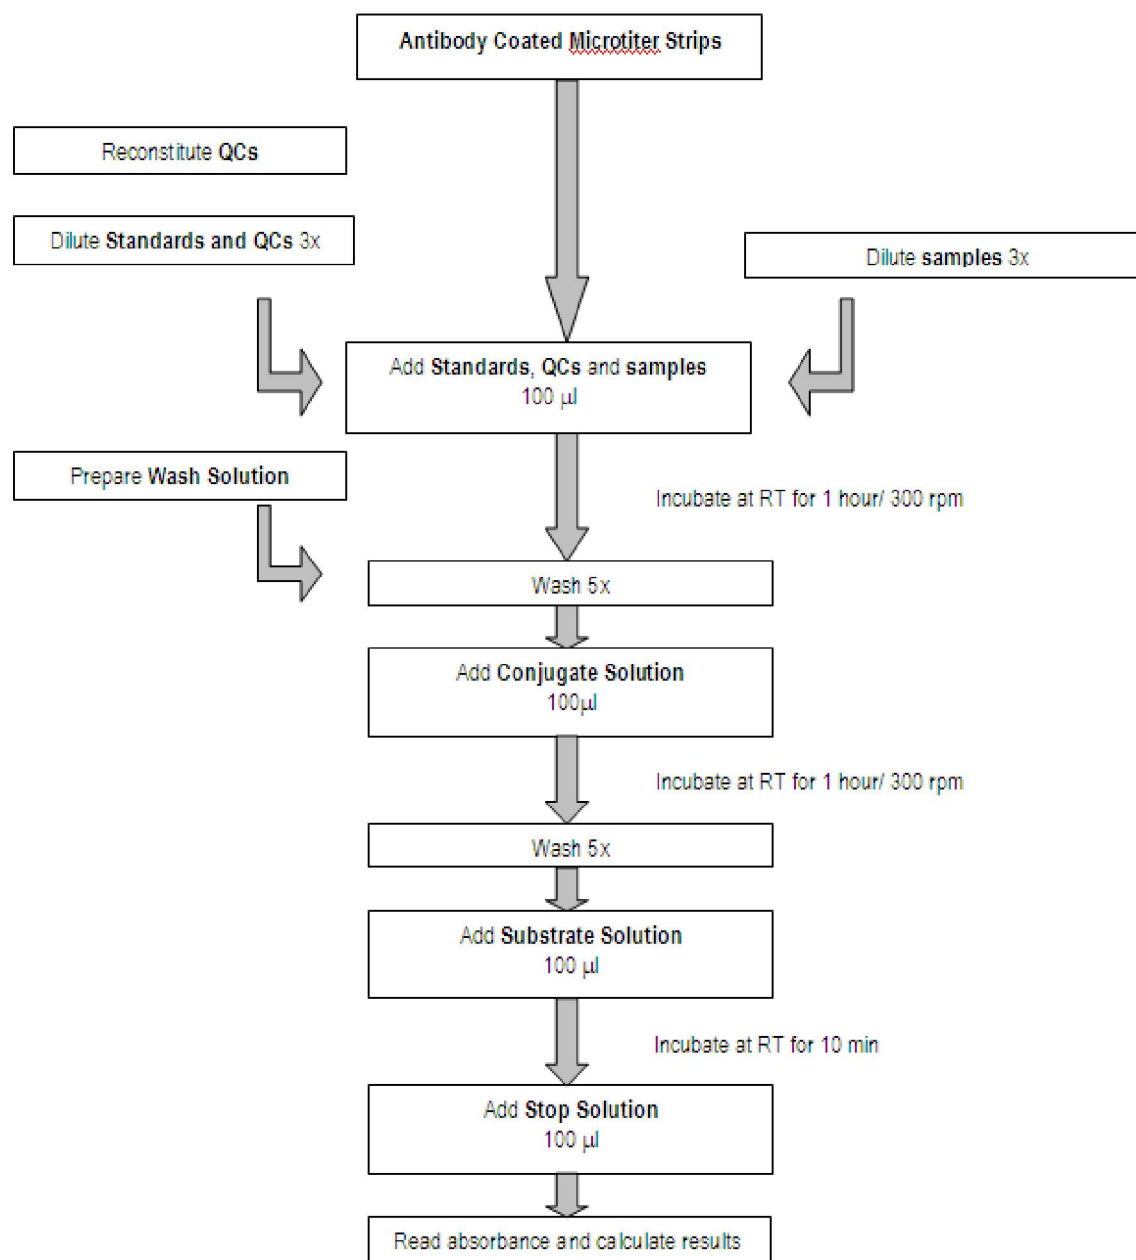 Antibody Coated Microtiter Strips
Reconstitute QCs
Dilute Standards and QCs 3x
Dilute samples 3x
Add Standards, QCs and samples
100 µl
Prepare Wash Solution
Incubate at RT for 1 hour/ 300 rpm
Wash 5x
Add Conjugate Solution
100µl
Incubate at RT for 1 hour/ 300 rpm
Wash 5x
Add Substrate Solution
100 µl
Incubate at RT for 10 min
Add Stop Solution
100 µl
Read absorbance and calculate results